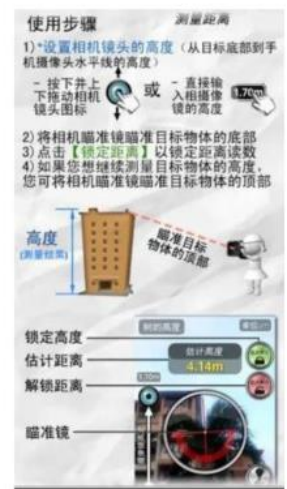 使用步骤
测量距离
1)*设置相机镜头的高度（从目标底部到手
机摄像头水平线的高度）
- 按下并上
下拖动相机
镜头图标
或
- 直接输
入相摄像
镜的高度
1.70m
2)将相机瞄准镜瞄准目标物体的底部
3)点击【锁定距离】以锁定距离读数
4)如果您想继续测量目标物体的高度,
您可将相机瞄准镜瞄准目标物体的顶部
高度
(测量结果)
瞄准目标
物体的顶部
锁定高度
估计距离
解锁距离
瞄准镜
估计高度
4.14m